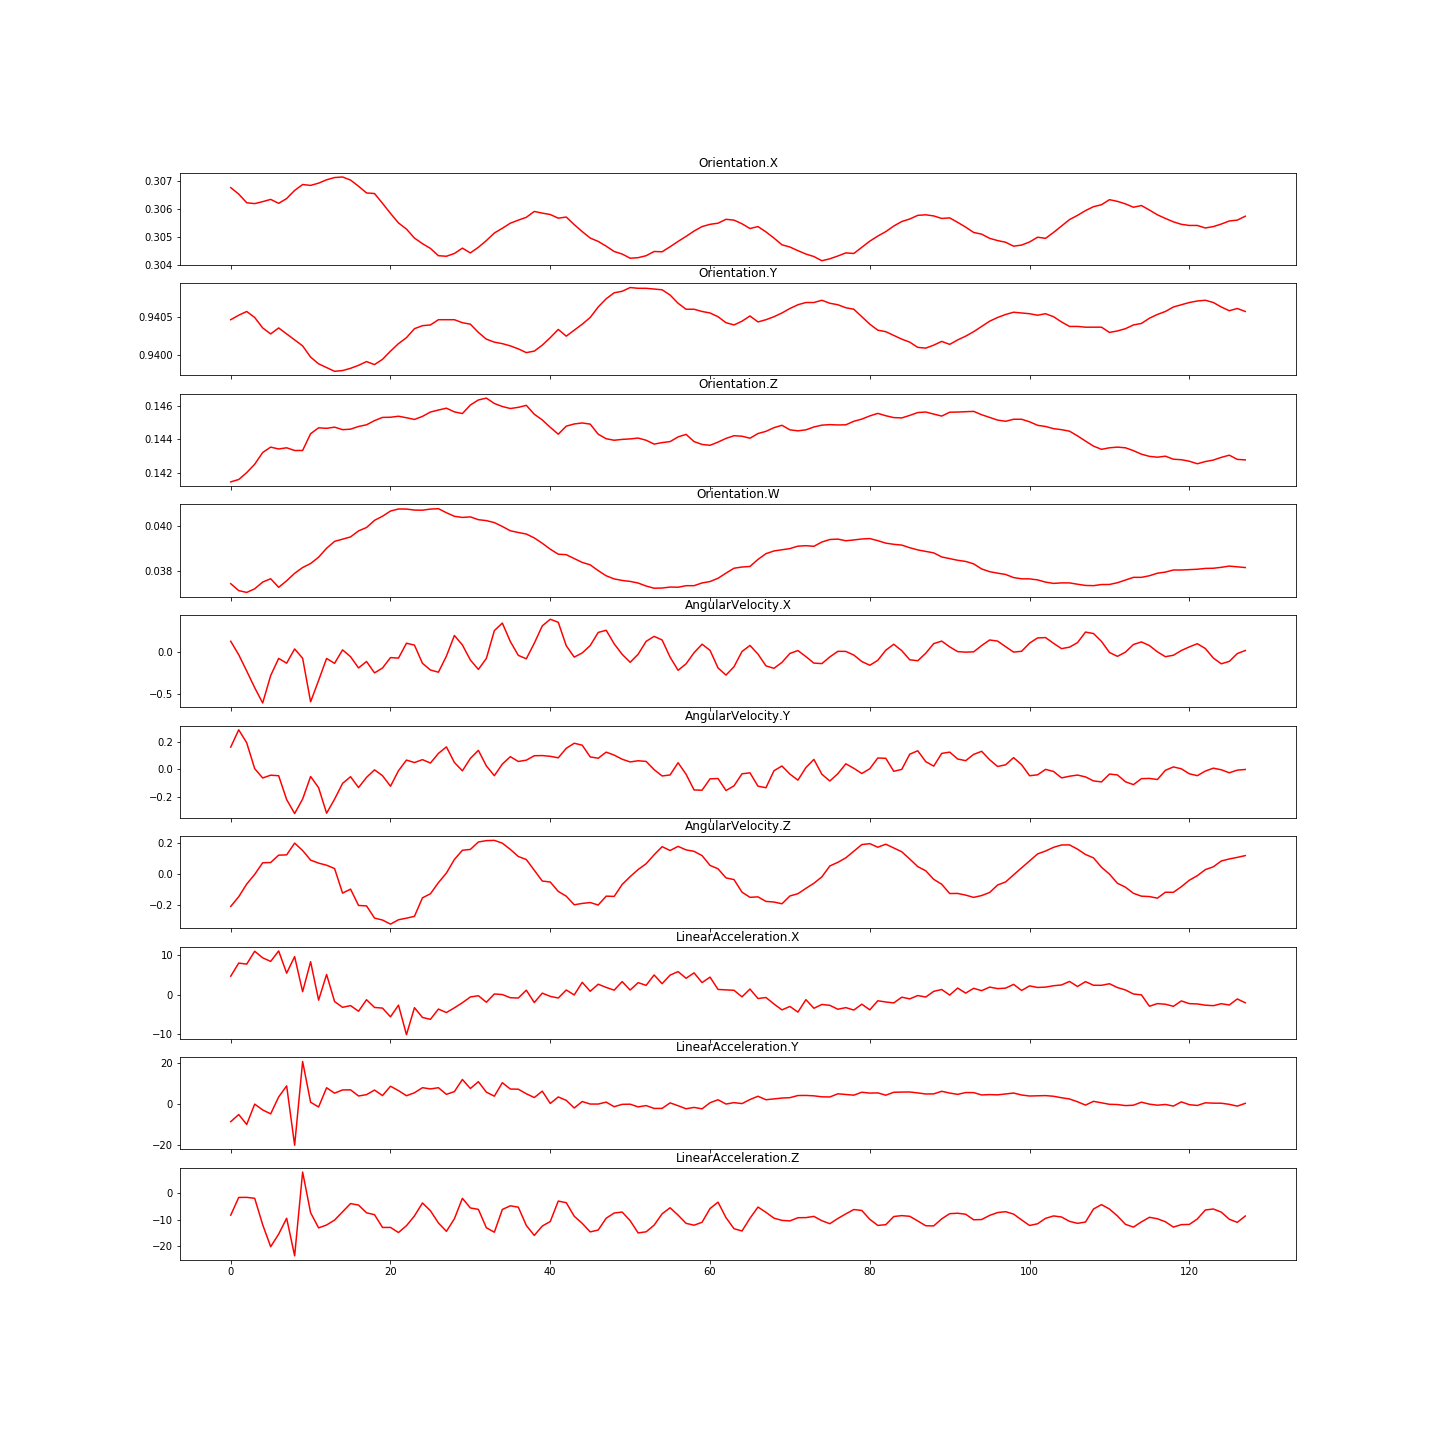 Orientation.X
0.307
0.306
0.305
0.304
Orientation.Y
0.9405
0.9400
Orientation.Z
0.146
0.144
0.142
Orientation.W
0.040
0.038
AngularVelocity.X
0.0
−0.5
AngularVelocity.Y
0.2
0.0
−0.2
AngularVelocity.Z
0.2
0.0
−0.2
LinearAcceleration.X
10
0
−10
LinearAcceleration.Y
20
0
−20
LinearAcceleration.Z
0
−10
−20
0 20 40 60 80 100 120